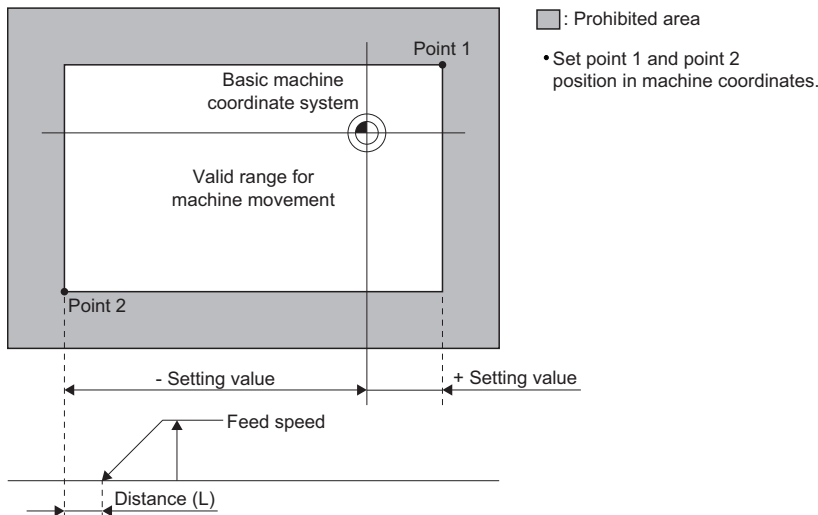 : Prohibited area
Point 1
• Set point 1 and point 2
position in machine coordinates.
Basic machine
coordinate system
Valid range for
machine movement
Point 2
- Setting value
+ Setting value
Feed speed
Distance (L)